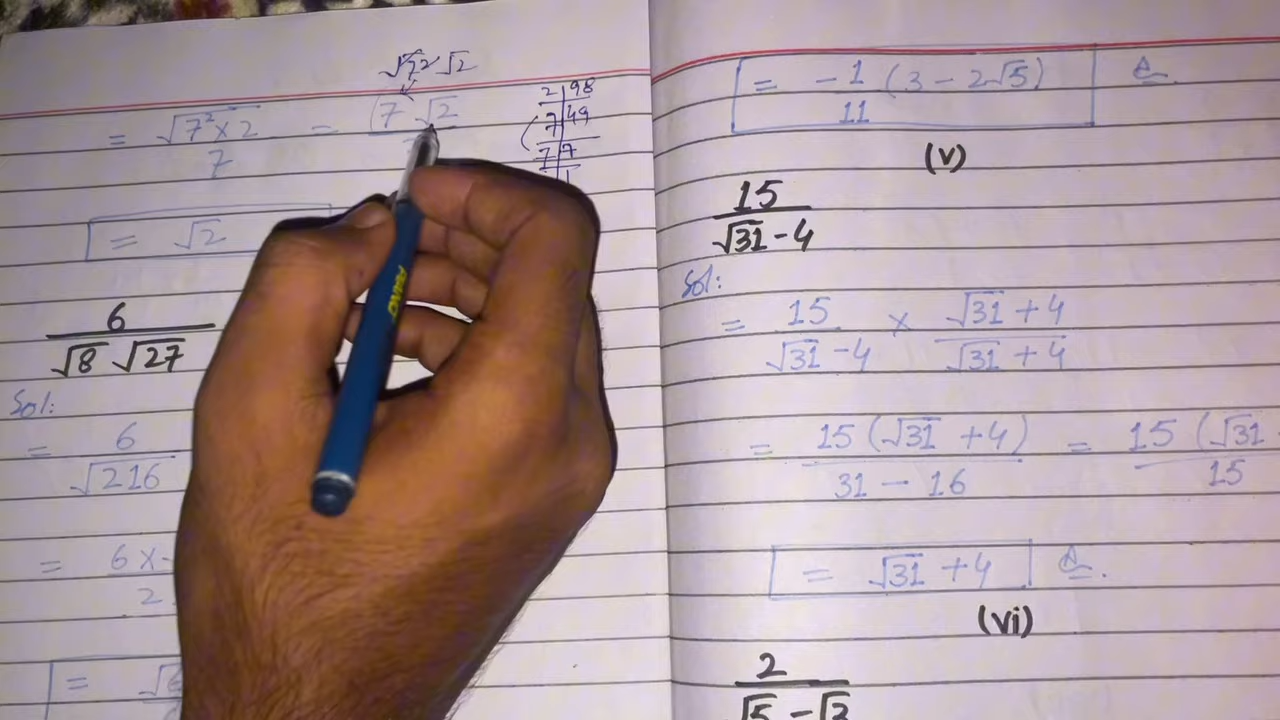 √7² √2
= √7²×2 / 7 = 7 √2
2 | 98
7 | 49
7 | 7
1
= √2
6 / √8 √27
Sol:
= 6 / √216
= 6 ×
2
= √6
= -1/11 (3 - 2√5)
(v)
15 / √31 - 4
Sol:
= 15 / √31 - 4 × √31 + 4 / √31 + 4
= 15 (√31 + 4) / 31 - 16 = 15 (√31 / 15
= √31 + 4
(vi)
2 / √5 - √3